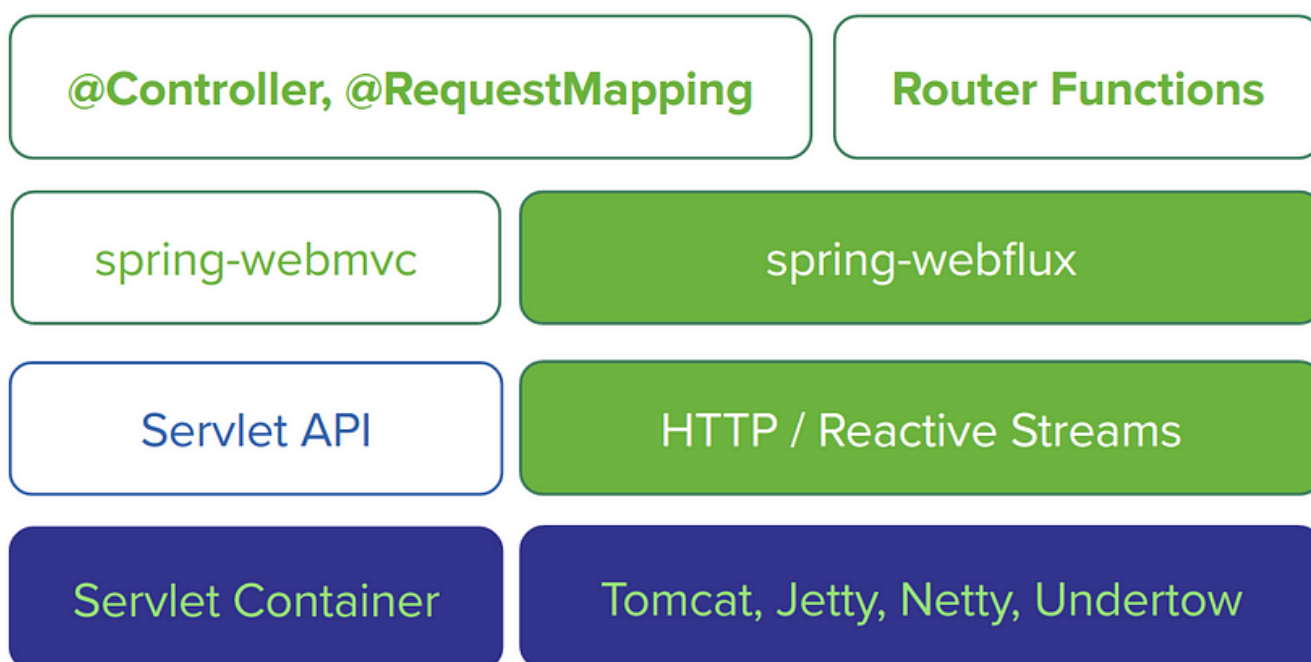 @Controller, @RequestMapping
Router Functions
spring-webmvc
spring-webflux
Servlet API
HTTP / Reactive Streams
Servlet Container
Tomcat, Jetty, Netty, Undertow